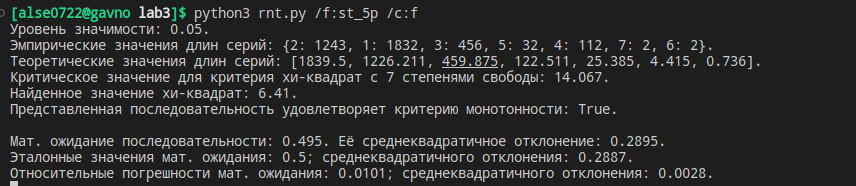 [alse0722@gavno lab3]$ python3 rnt.py /f:st_5p /c:f
Уровень значимости: 0.05.
Эмпирические значения длин серий: {2: 1243, 1: 1832, 3: 456, 5: 32, 4: 112, 7: 2, 6: 2}.
Теоретические значения длин серий: [1839.5, 1226.211, 459.875, 122.511, 25.385, 4.415, 0.736].
Критическое значение для критерия хи-квадрат с 7 степенями свободы: 14.067.
Найденное значение хи-квадрат: 6.41.
Представленная последовательность удовлетворяет критерию монотонности: True.
Мат. ожидание последовательности: 0.495. Её среднеквадратичное отклонение: 0.2895.
Эталонные значения мат. ожидания: 0.5; среднеквадратичного отклонения: 0.2887.
Относительные погрешности мат. ожидания: 0.0101; среднеквадратичного отклонения: 0.0028.